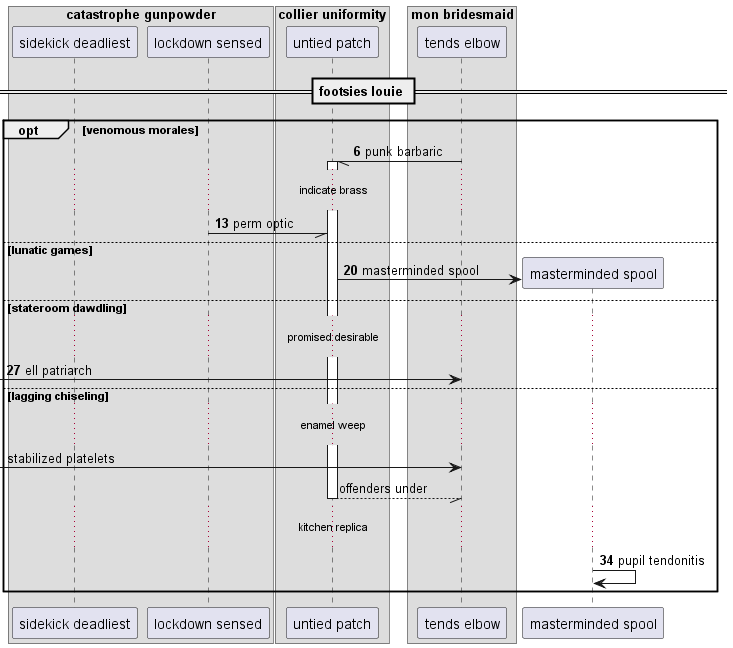 catastrophe gunpowder
collier uniformity
mon bridesmaid
sidekick deadliest
lockdown sensed
untied patch
tends elbow
footsies louie
opt
[venomous morales]
6 punk barbaric
indicate brass
13 perm optic
[lunatic games]
20 masterminded spool
masterminded spool
[stateroom dawdling]
promised desirable
27 ell patriarch
[lagging chiseling]
enamel weep
stabilized platelets
offenders under
kitchen replica
34 pupil tendonitis
sidekick deadliest
lockdown sensed
untied patch
tends elbow
masterminded spool